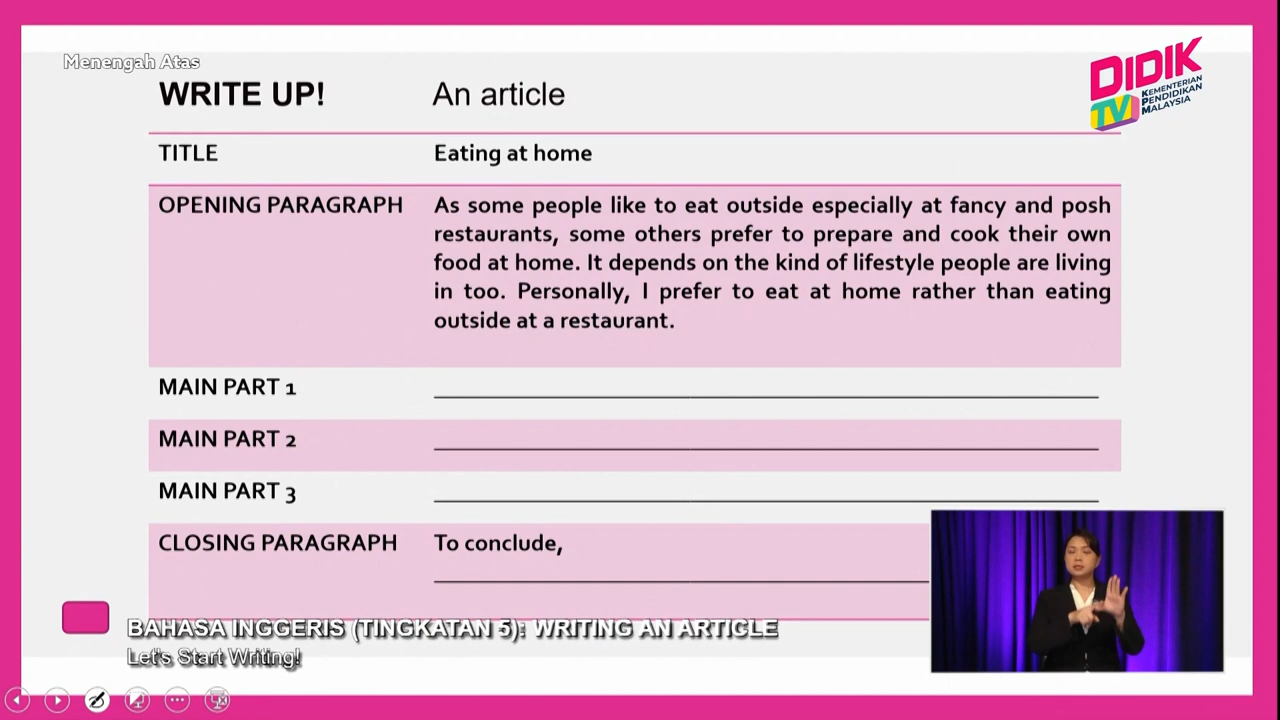 Menengah Atas
DIDIK
TV
KEMENTERIAN
PENDIDIKAN
MALAYSIA
WRITE UP! An article
TITLE Eating at home
OPENING PARAGRAPH As some people like to eat outside especially at fancy and posh
restaurants, some others prefer to prepare and cook their own
food at home. It depends on the kind of lifestyle people are living
in too. Personally, I prefer to eat at home rather than eating
outside at a restaurant.
MAIN PART 1
MAIN PART 2
MAIN PART 3
CLOSING PARAGRAPH To conclude,
BAHASA INGGERIS (TINGKATAN 5): WRITING AN ARTICLE
Let's Start Writing!